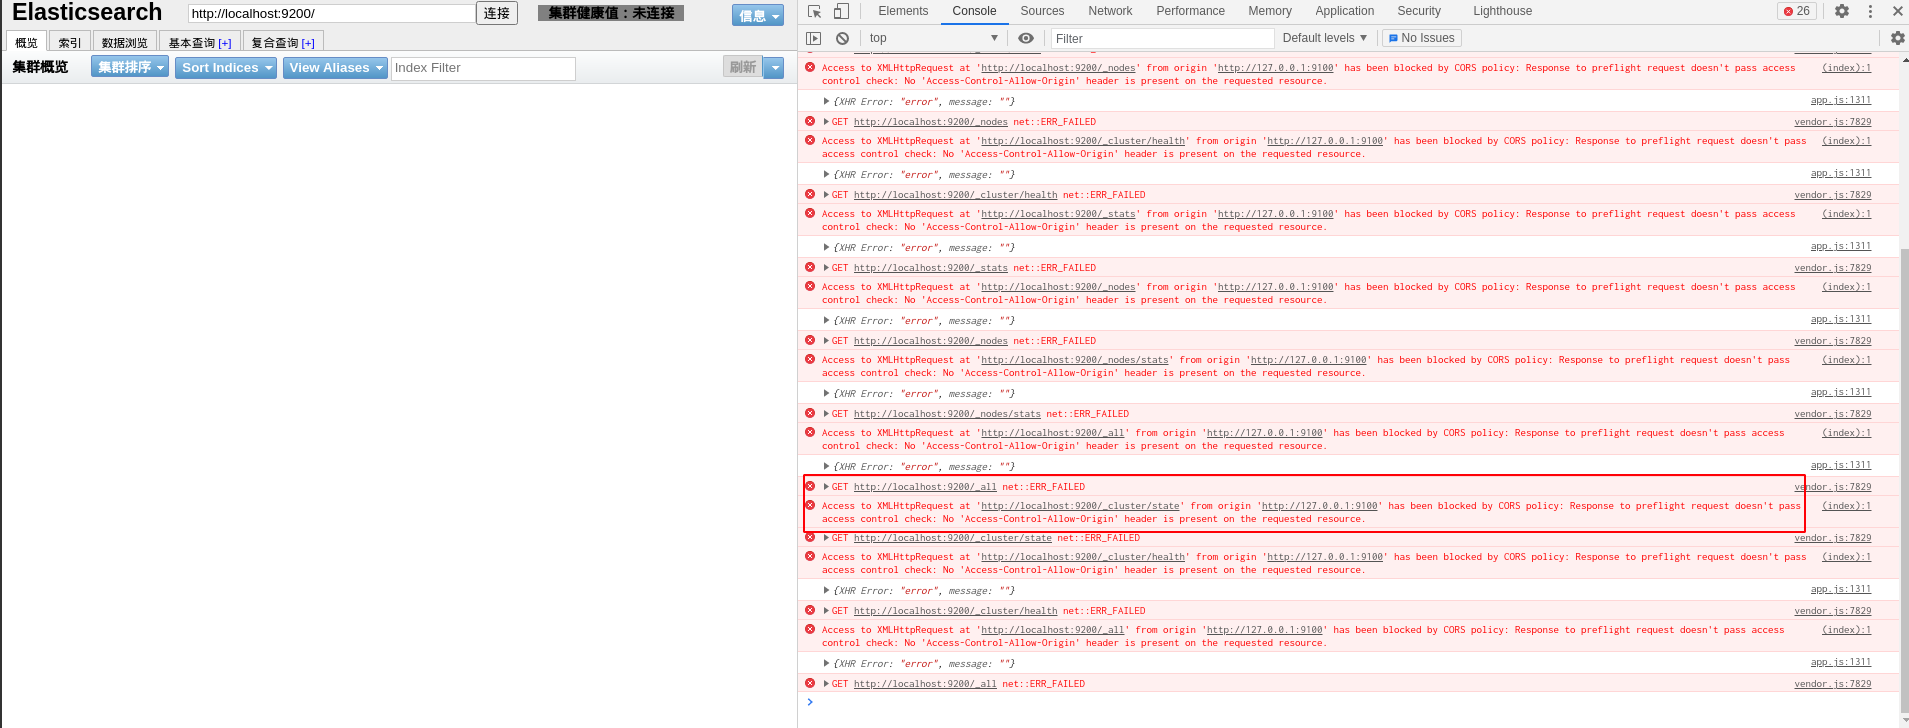 Elasticsearch
http://localhost:9200/
连接
集群健康值：未连接
信息
概览
索引
数据浏览
基本查询 [+]
复合查询 [+]
集群概览
集群排序
Sort Indices
View Aliases
Index Filter
刷新
Elements
Console
Sources
Network
Performance
Memory
Application
Security
Lighthouse
26
top
Filter
Default levels
No Issues
Access to XMLHttpRequest at 'http://localhost:9200/_nodes' from origin 'http://127.0.0.1:9100' has been blocked by CORS policy: Response to preflight request doesn't pass access (index):1
control check: No 'Access-Control-Allow-Origin' header is present on the requested resource.
{XHR Error: "error", message: ""} app.js:1311
GET http://localhost:9200/_nodes net::ERR_FAILED vendor.js:7829
Access to XMLHttpRequest at 'http://localhost:9200/_cluster/health' from origin 'http://127.0.0.1:9100' has been blocked by CORS policy: Response to preflight request doesn't pass (index):1
access control check: No 'Access-Control-Allow-Origin' header is present on the requested resource.
{XHR Error: "error", message: ""} app.js:1311
GET http://localhost:9200/_cluster/health net::ERR_FAILED vendor.js:7829
Access to XMLHttpRequest at 'http://localhost:9200/_stats' from origin 'http://127.0.0.1:9100' has been blocked by CORS policy: Response to preflight request doesn't pass access (index):1
control check: No 'Access-Control-Allow-Origin' header is present on the requested resource.
{XHR Error: "error", message: ""} app.js:1311
GET http://localhost:9200/_stats net::ERR_FAILED vendor.js:7829
Access to XMLHttpRequest at 'http://localhost:9200/_nodes' from origin 'http://127.0.0.1:9100' has been blocked by CORS policy: Response to preflight request doesn't pass access (index):1
control check: No 'Access-Control-Allow-Origin' header is present on the requested resource.
{XHR Error: "error", message: ""} app.js:1311
GET http://localhost:9200/_nodes net::ERR_FAILED vendor.js:7829
Access to XMLHttpRequest at 'http://localhost:9200/_nodes/stats' from origin 'http://127.0.0.1:9100' has been blocked by CORS policy: Response to preflight request doesn't pass (index):1
access control check: No 'Access-Control-Allow-Origin' header is present on the requested resource.
{XHR Error: "error", message: ""} app.js:1311
GET http://localhost:9200/_nodes/stats net::ERR_FAILED vendor.js:7829
Access to XMLHttpRequest at 'http://localhost:9200/_all' from origin 'http://127.0.0.1:9100' has been blocked by CORS policy: Response to preflight request doesn't pass access (index):1
control check: No 'Access-Control-Allow-Origin' header is present on the requested resource.
{XHR Error: "error", message: ""} app.js:1311
GET http://localhost:9200/_all net::ERR_FAILED vendor.js:7829
Access to XMLHttpRequest at 'http://localhost:9200/_cluster/state' from origin 'http://127.0.0.1:9100' has been blocked by CORS policy: Response to preflight request doesn't pass (index):1
access control check: No 'Access-Control-Allow-Origin' header is present on the requested resource.
GET http://localhost:9200/_cluster/state net::ERR_FAILED vendor.js:7829
Access to XMLHttpRequest at 'http://localhost:9200/_cluster/health' from origin 'http://127.0.0.1:9100' has been blocked by CORS policy: Response to preflight request doesn't pass (index):1
access control check: No 'Access-Control-Allow-Origin' header is present on the requested resource.
{XHR Error: "error", message: ""} app.js:1311
GET http://localhost:9200/_cluster/health net::ERR_FAILED vendor.js:7829
Access to XMLHttpRequest at 'http://localhost:9200/_all' from origin 'http://127.0.0.1:9100' has been blocked by CORS policy: Response to preflight request doesn't pass access (index):1
control check: No 'Access-Control-Allow-Origin' header is present on the requested resource.
{XHR Error: "error", message: ""} app.js:1311
GET http://localhost:9200/_all net::ERR_FAILED vendor.js:7829